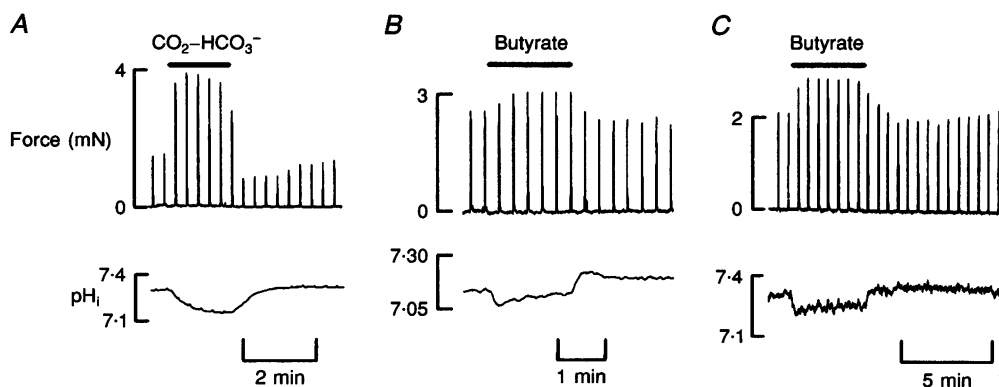 A
CO₂–HCO₃⁻
4
Force (mN)
0
7·4
pHᵢ
7·1
2 min
B
Butyrate
3
0
7·30
7·05
1 min
C
Butyrate
2
0
7·4
7·1
5 min